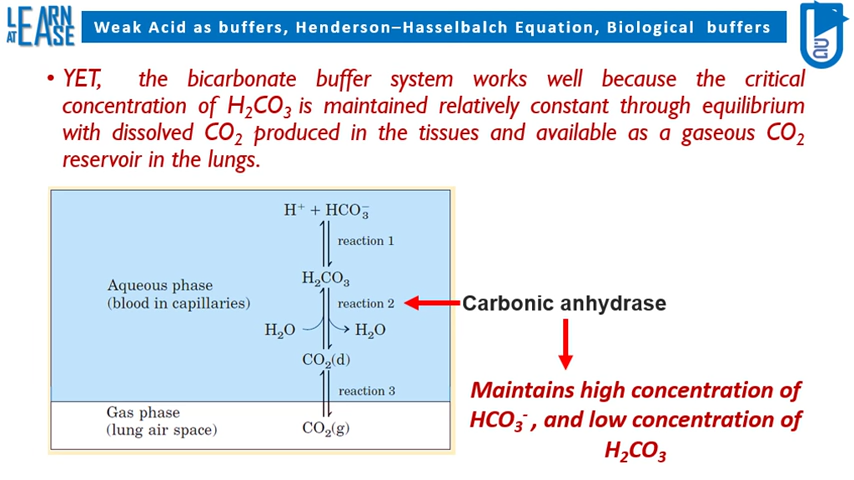 LEARN
AT EASE
Weak Acid as buffers, Henderson–Hasselbalch Equation, Biological buffers
• YET, the bicarbonate buffer system works well because the critical
concentration of H₂CO₃ is maintained relatively constant through equilibrium
with dissolved CO₂ produced in the tissues and available as a gaseous CO₂
reservoir in the lungs.
H⁺ + HCO₃⁻
reaction 1
H₂CO₃
Aqueous phase
(blood in capillaries)
reaction 2
Carbonic anhydrase
H₂O
H₂O
CO₂(d)
reaction 3
Gas phase
(lung air space)
CO₂(g)
Maintains high concentration of
HCO₃⁻ , and low concentration of
H₂CO₃